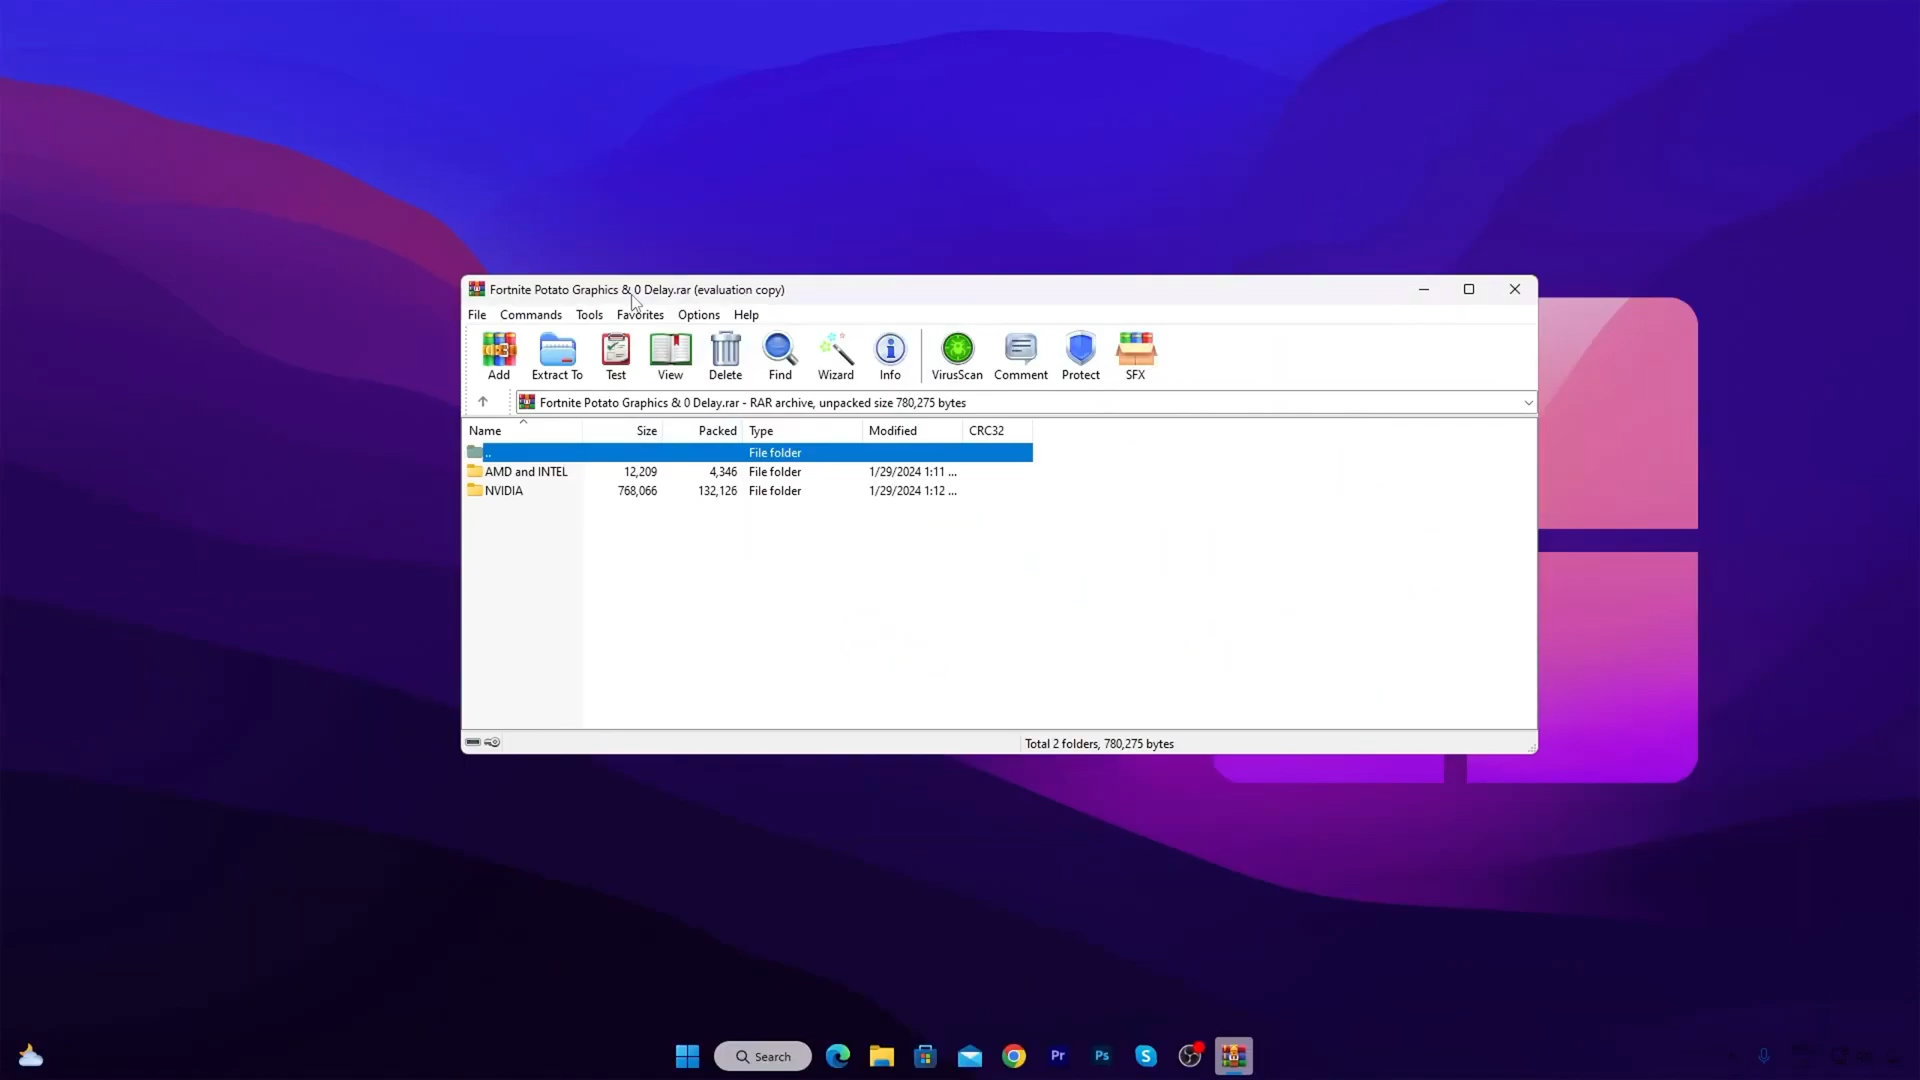 Fortnite Potato Graphics & 0 Delay.rar (evaluation copy)
File Commands Tools Favorites Options Help
Add Extract To Test View Delete Find Wizard Info VirusScan Comment Protect SFX
Fortnite Potato Graphics & 0 Delay.rar - RAR archive, unpacked size 780,275 bytes
Name Size Packed Type Modified CRC32
.. File folder
AMD and INTEL 12,209 4,346 File folder 1/29/2024 1:11 ...
NVIDIA 768,066 132,126 File folder 1/29/2024 1:12 ...
Total 2 folders, 780,275 bytes
Search Pr Ps S